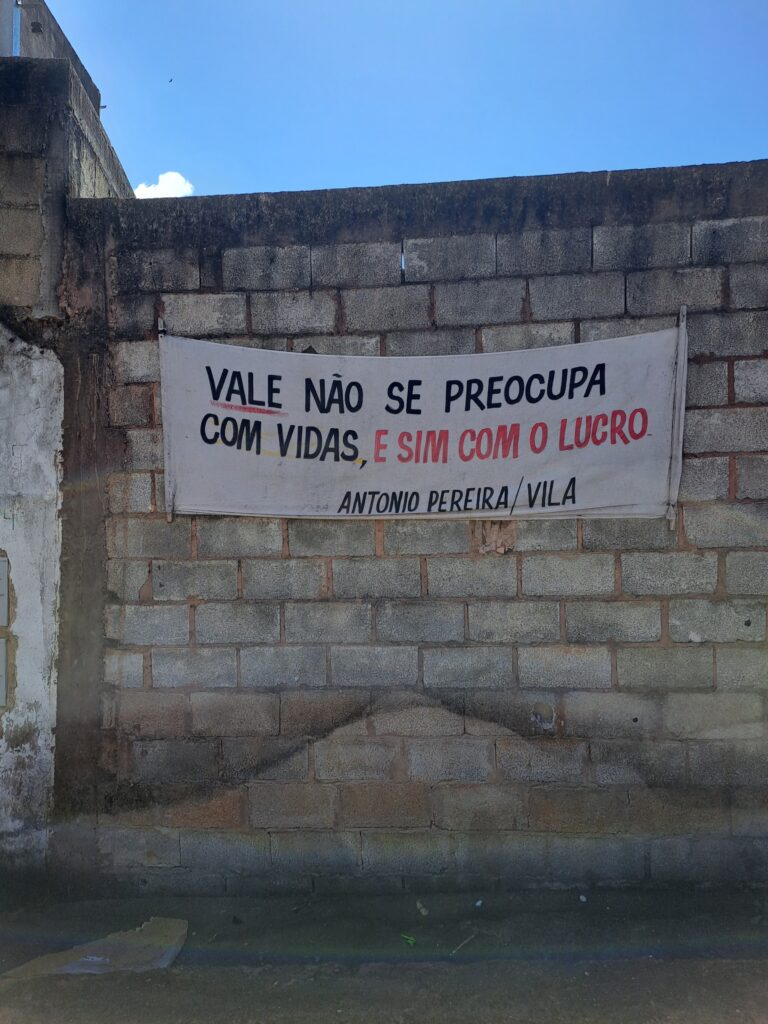 VALE NÃO SE PREOCUPA
COM VIDAS, E SIM COM O LUCRO
ANTONIO PEREIRA/VILA